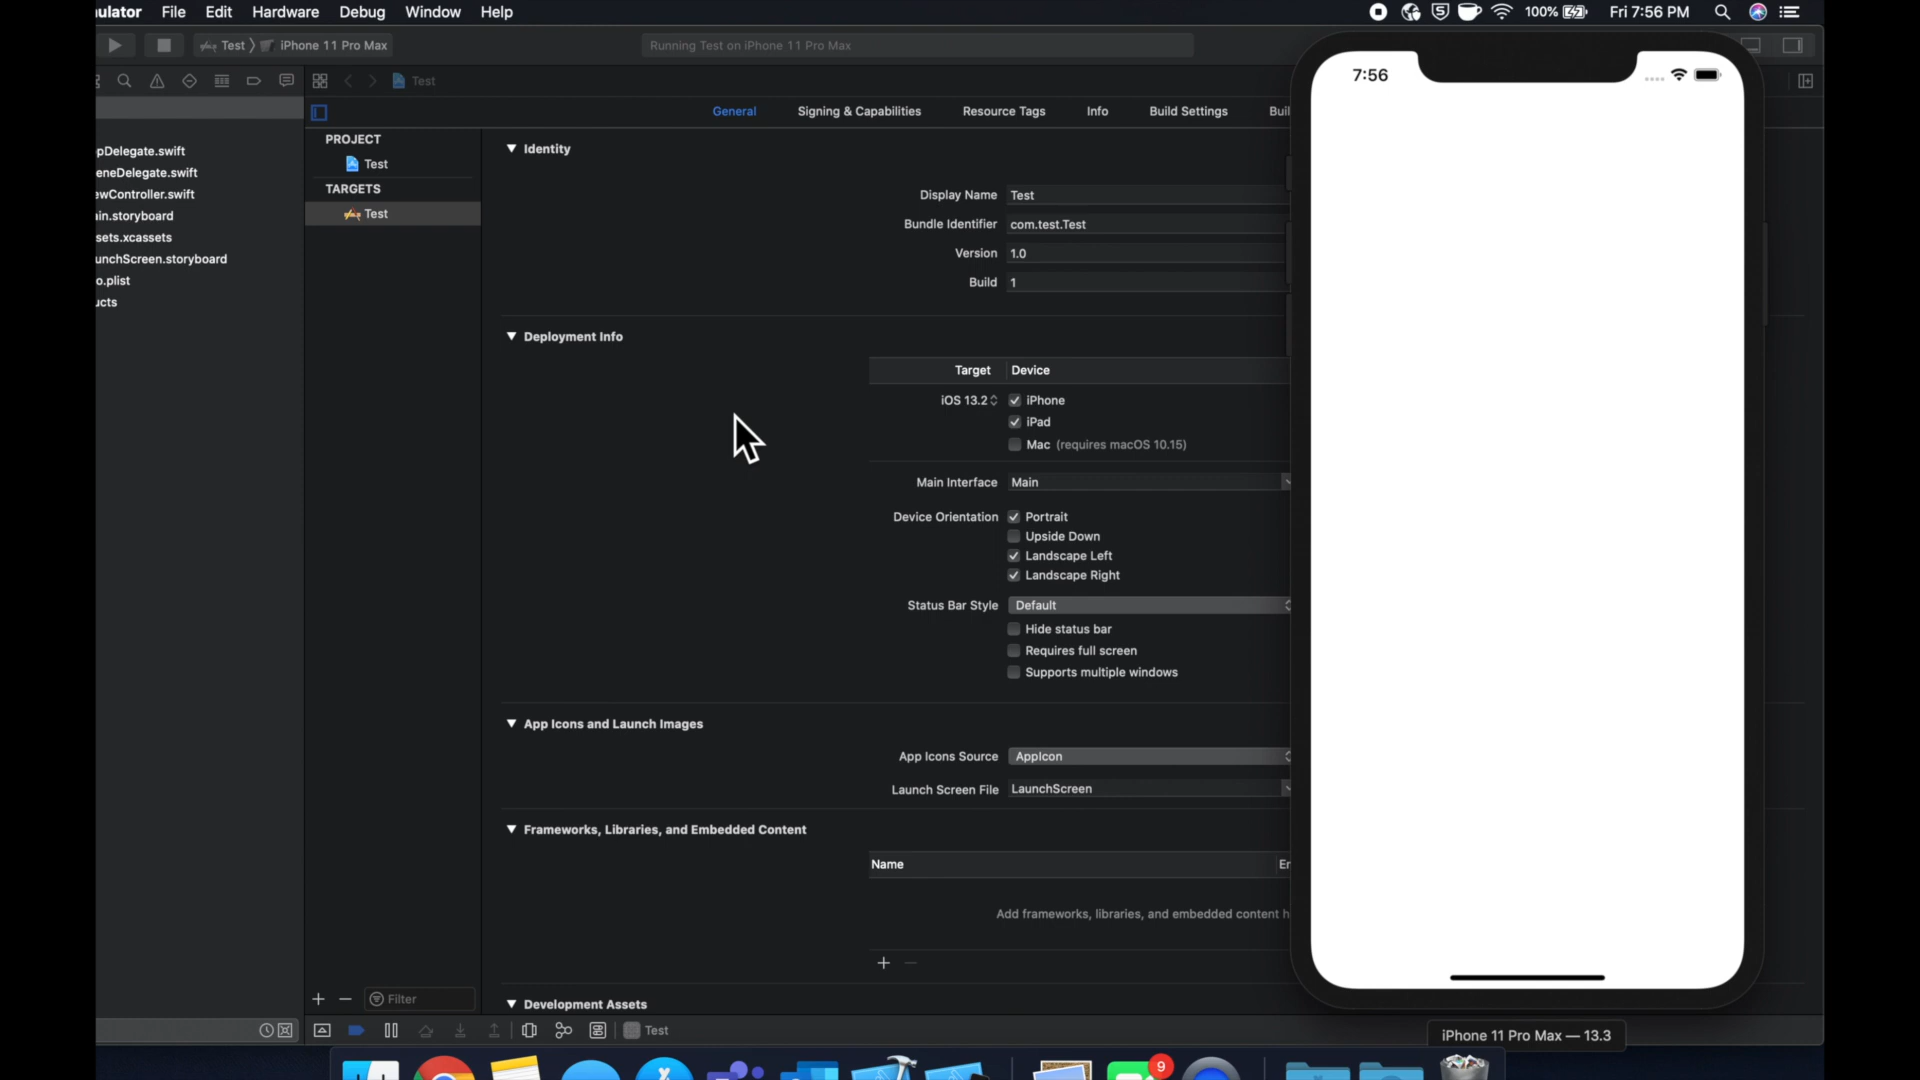 ulator File Edit Hardware Debug Window Help
100% Fri 7:56 PM
Test iPhone 11 Pro Max
Running Test on iPhone 11 Pro Max
Test
General Signing & Capabilities Resource Tags Info Build Settings Buil
pDelegate.swift
eneDelegate.swift
ewController.swift
in.storyboard
sets.xcassets
unchScreen.storyboard
o.plist
ucts
PROJECT
Test
TARGETS
Test
Filter
Identity
Display Name Test
Bundle Identifier com.test.Test
Version 1.0
Build 1
Deployment Info
Target Device
iOS 13.2 iPhone
iPad
Mac (requires macOS 10.15)
Main Interface Main
Device Orientation Portrait
Upside Down
Landscape Left
Landscape Right
Status Bar Style Default
Hide status bar
Requires full screen
Supports multiple windows
App Icons and Launch Images
App Icons Source AppIcon
Launch Screen File LaunchScreen
Frameworks, Libraries, and Embedded Content
Name Er
Add frameworks, libraries, and embedded content h
Development Assets
Test
7:56
iPhone 11 Pro Max — 13.3
9